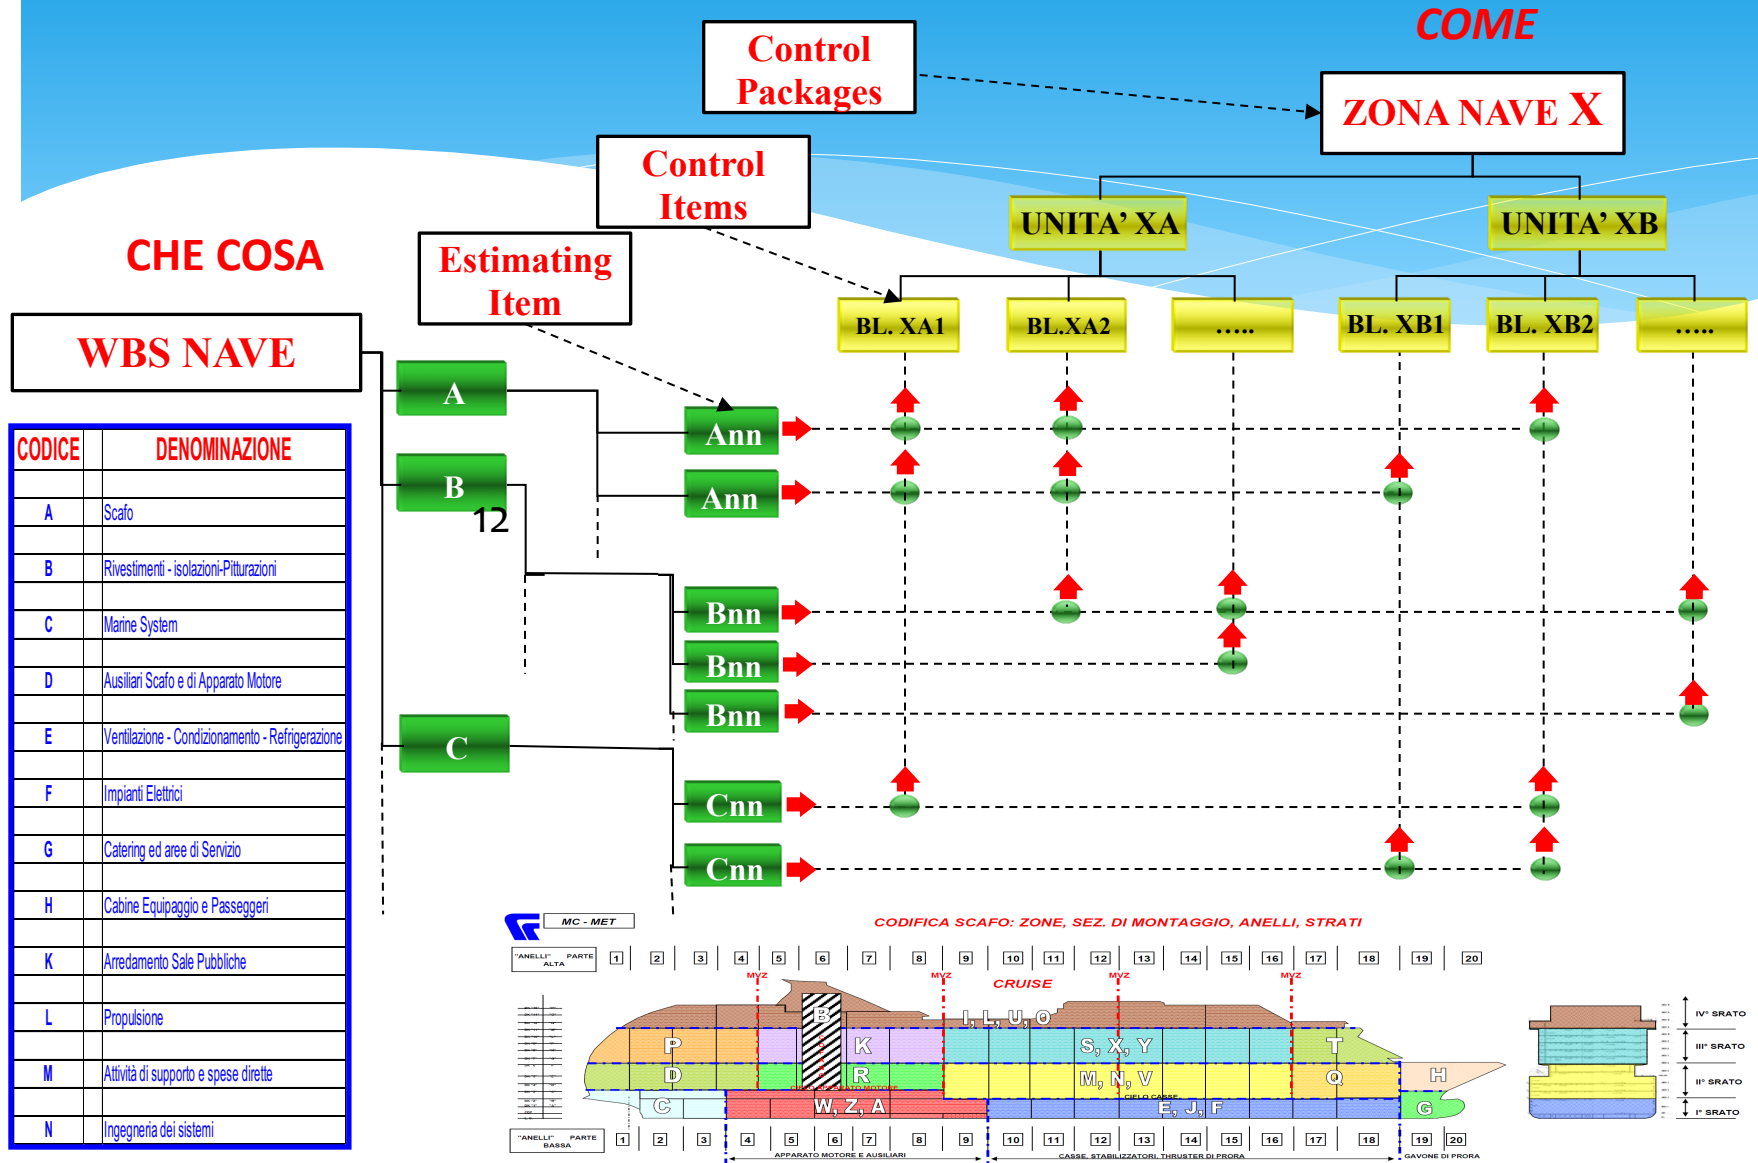 COME
Control
Packages
ZONA NAVE X
Control
Items
UNITA’ XA
UNITA’ XB
CHE COSA
Estimating
Item
BL. XA1
BL.XA2
.....
BL. XB1
BL. XB2
.....
WBS NAVE
A
Ann
B
Ann
12
Bnn
Bnn
Bnn
C
Cnn
Cnn
CODICE DENOMINAZIONE
A Scafo
B Rivestimenti - isolazioni-Pitturazioni
C Marine System
D Ausiliari Scafo e di Apparato Motore
E Ventilazione - Condizionamento - Refrigerazione
F Impianti Elettrici
G Catering ed aree di Servizio
H Cabine Equipaggio e Passeggeri
K Arredamento Sale Pubbliche
L Propulsione
M Attività di supporto e spese dirette
N Ingegneria dei sistemi
MC - MET
CODIFICA SCAFO: ZONE, SEZ. DI MONTAGGIO, ANELLI, STRATI
"ANELLI" PARTE
ALTA
1 2 3 4 5 6 7 8 9 10 11 12 13 14 15 16 17 18 19 20
MVZ MVZ MVZ MVZ
CRUISE
B I, L, U, O
P K S, X, Y T
D R M, N, V Q H
CIELO APPARATO MOTORE
CIELO CASSE
C W, Z, A E, J, F G
IV° SRATO
III° SRATO
II° SRATO
I° SRATO
"ANELLI" PARTE
BASSA
1 2 3 4 5 6 7 8 9 10 11 12 13 14 15 16 17 18 19 20
APPARATO MOTORE E AUSILIARI CASSE, STABILIZZATORI, THRUSTER DI PRORA GAVONE DI PRORA